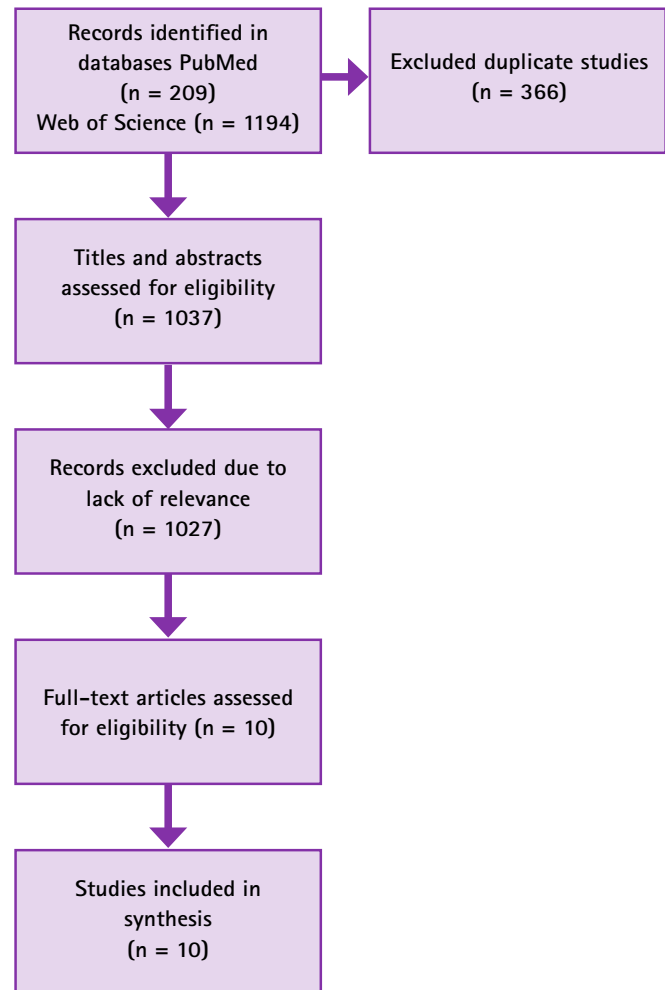 Records identified in
databases PubMed
(n = 209)
Web of Science (n = 1194)
Excluded duplicate studies
(n = 366)
Titles and abstracts
assessed for eligibility
(n = 1037)
Records excluded due to
lack of relevance
(n = 1027)
Full-text articles assessed
for eligibility (n = 10)
Studies included in
synthesis
(n = 10)